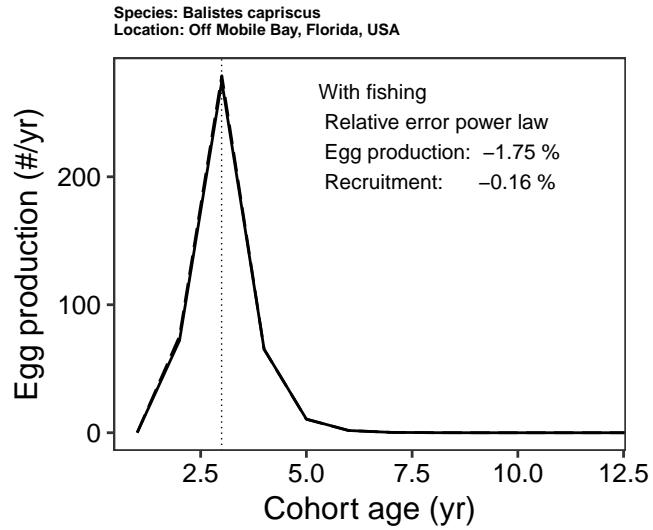 Species: Balistes capriscus
Location: Off Mobile Bay, Florida, USA
With fishing
Relative error power law
Egg production: −1.75 %
Recruitment: −0.16 %
Egg production (#/yr)
200
100
0
2.5 5.0 7.5 10.0 12.5
Cohort age (yr)